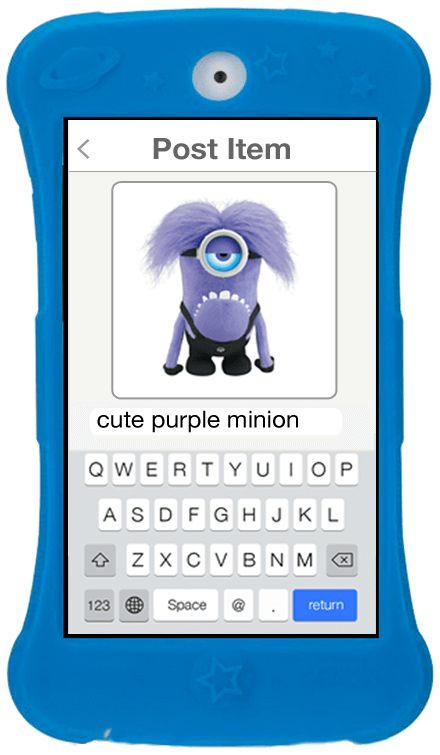 Post Item
cute purple minion
Q W E R T Y U I O P
A S D F G H J K L
Z X C V B N M
123 Space @ . return